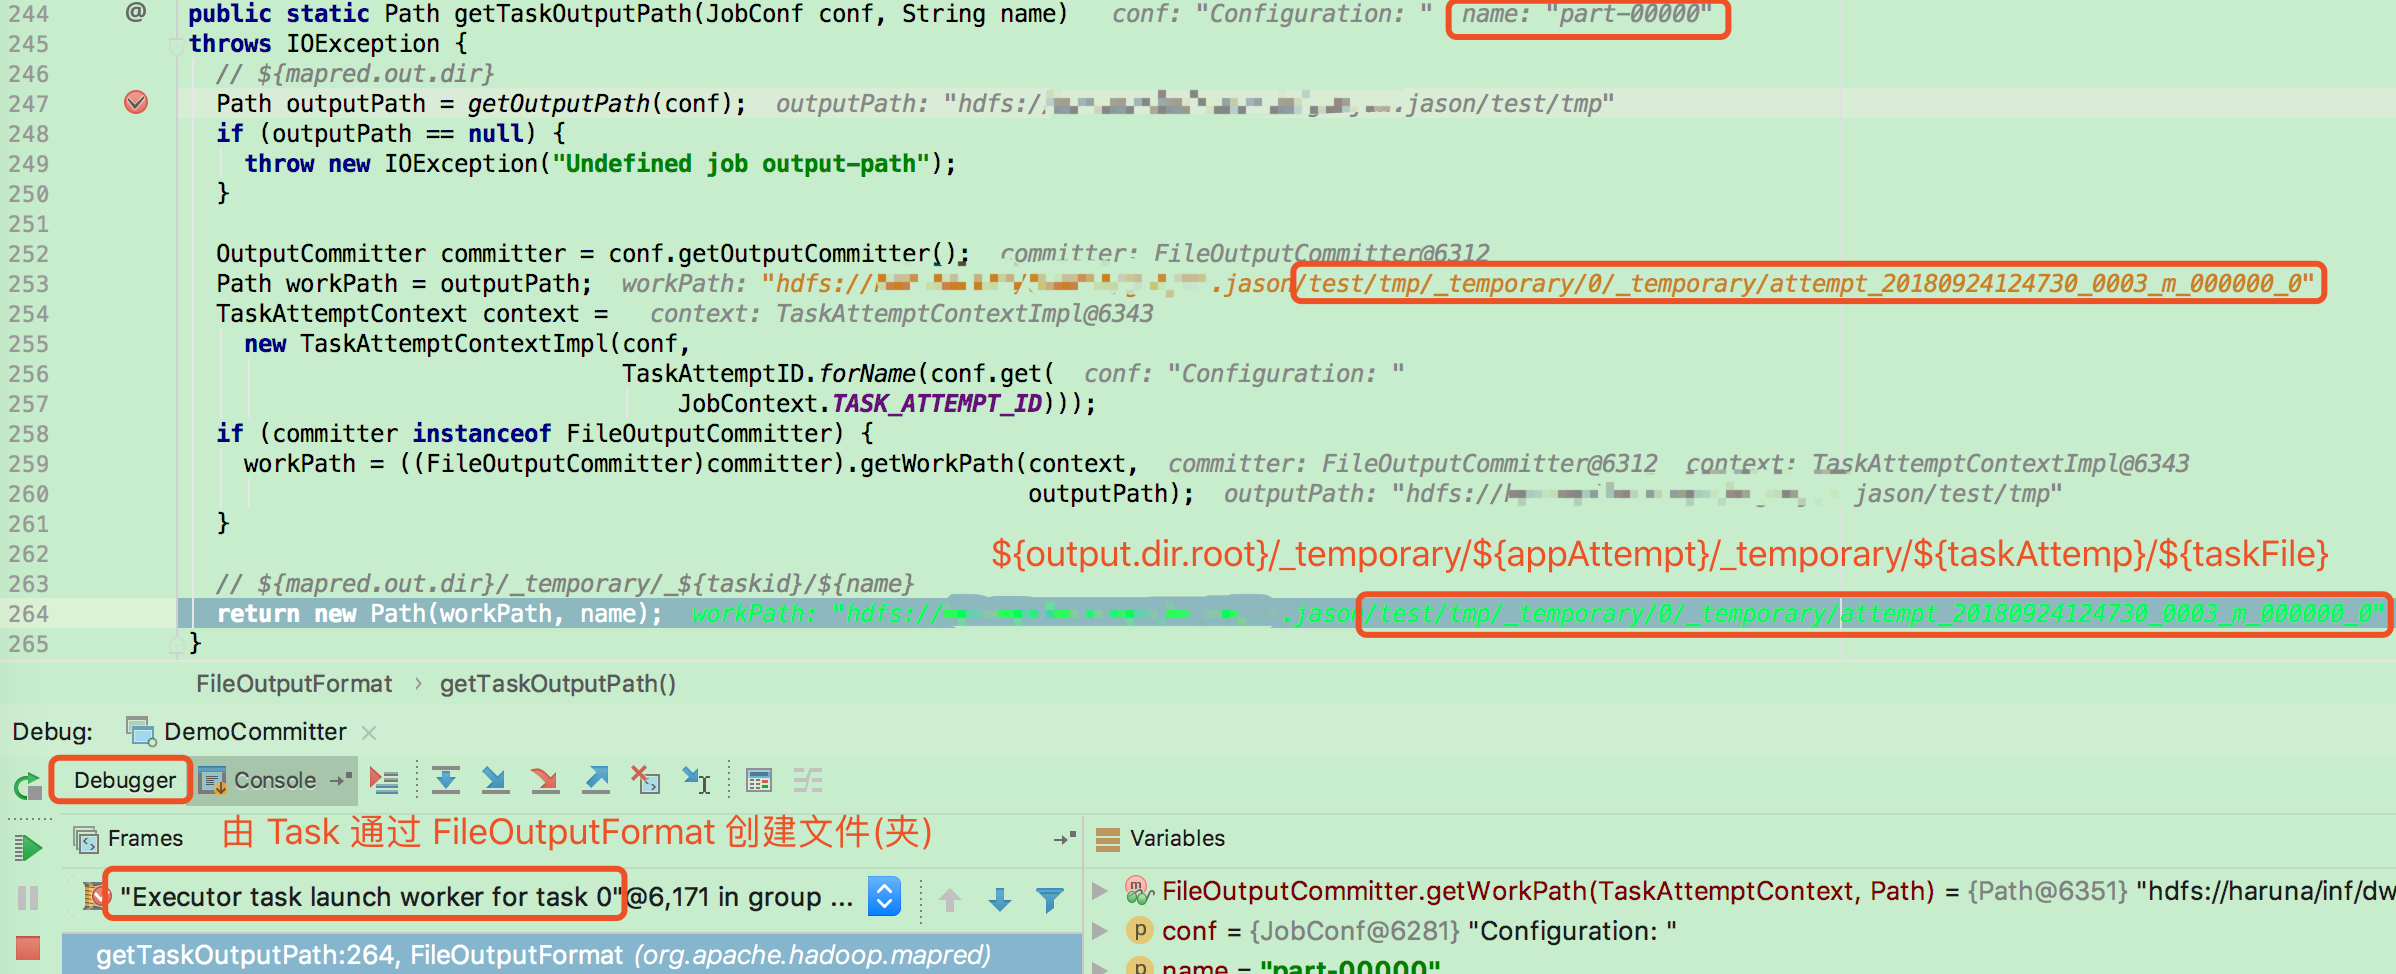 244 @ public static Path getTaskOutputPath(JobConf conf, String name) conf: "Configuration: " name: "part-00000"
245 throws IOException {
246 // ${mapred.out.dir}
247 Path outputPath = getOutputPath(conf); outputPath: "hdfs:/ .jason/test/tmp"
248 if (outputPath == null) {
249 throw new IOException("Undefined job output-path");
250 }
251
252 OutputCommitter committer = conf.getOutputCommitter(); committer: FileOutputCommitter@6312
253 Path workPath = outputPath; workPath: "hdfs:// .jason/test/tmp/_temporary/0/_temporary/attempt_20180924124730_0003_m_000000_0"
254 TaskAttemptContext context = context: TaskAttemptContextImpl@6343
255 new TaskAttemptContextImpl(conf,
256 TaskAttemptID.forName(conf.get( conf: "Configuration: "
257 JobContext.TASK_ATTEMPT_ID)));
258 if (committer instanceof FileOutputCommitter) {
259 workPath = ((FileOutputCommitter)committer).getWorkPath(context, committer: FileOutputCommitter@6312 context: TaskAttemptContextImpl@6343
260 outputPath); outputPath: "hdfs:// jason/test/tmp"
261 }
262 ${output.dir.root}/_temporary/${appAttempt}/_temporary/${taskAttemp}/${taskFile}
263 // ${mapred.out.dir}/_temporary/_${taskid}/${name}
264 return new Path(workPath, name); workPath: "hdfs:// .jason/test/tmp/_temporary/0/_temporary/attempt_20180924124730_0003_m_000000_0"
265 }
FileOutputFormat › getTaskOutputPath()
Debug: DemoCommitter
Debugger Console
Frames 由 Task 通过 FileOutputFormat 创建文件(夹) Variables
"Executor task launch worker for task 0"@6,171 in group ...
FileOutputCommitter.getWorkPath(TaskAttemptContext, Path) = {Path@6351} "hdfs://haruna/inf/dw
conf = {JobConf@6281} "Configuration: "
getTaskOutputPath:264, FileOutputFormat (org.apache.hadoop.mapred)
name = "part-00000"